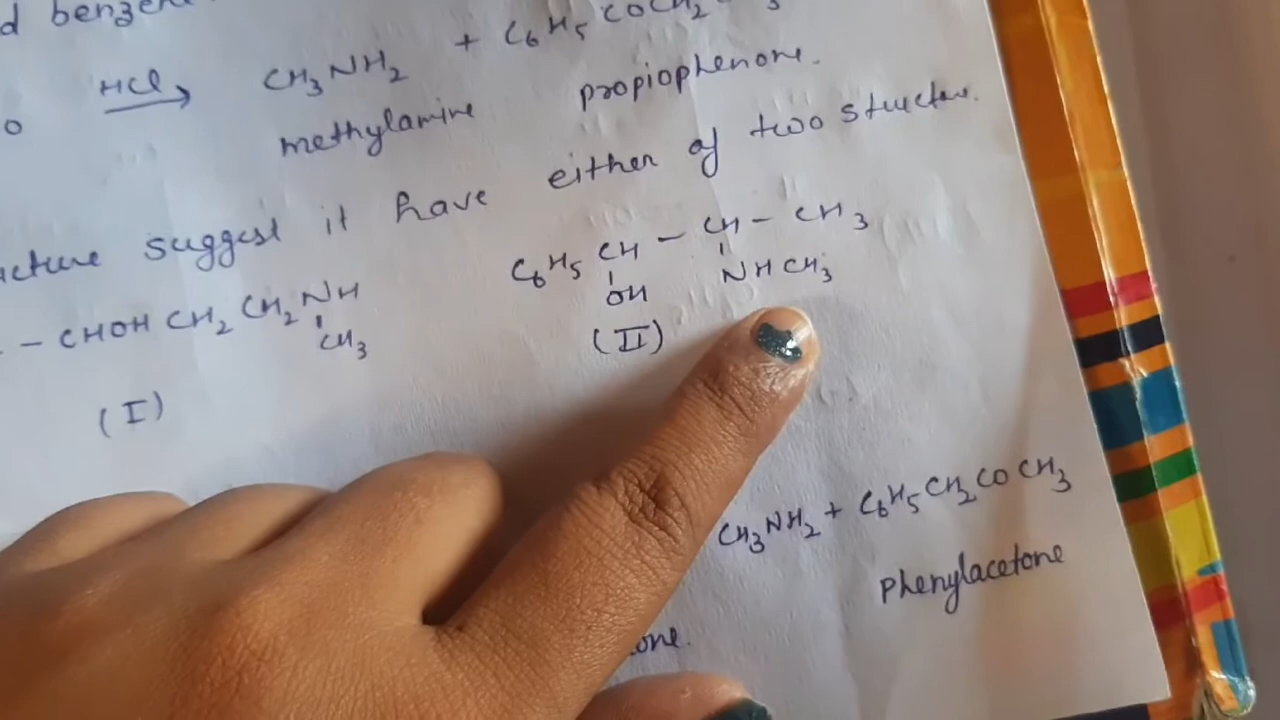 d benzen
HCl → CH3NH2 + C6H5COCH2
methylamine propiophenone.
ucture suggest it have either of two structure.
- CHOH CH2 CH2 NH
CH3
(I)
C6H5 CH - CH - CH3
OH NHCH3
(II)
CH3NH2 + C6H5CH2COCH3
Phenylacetone
one.